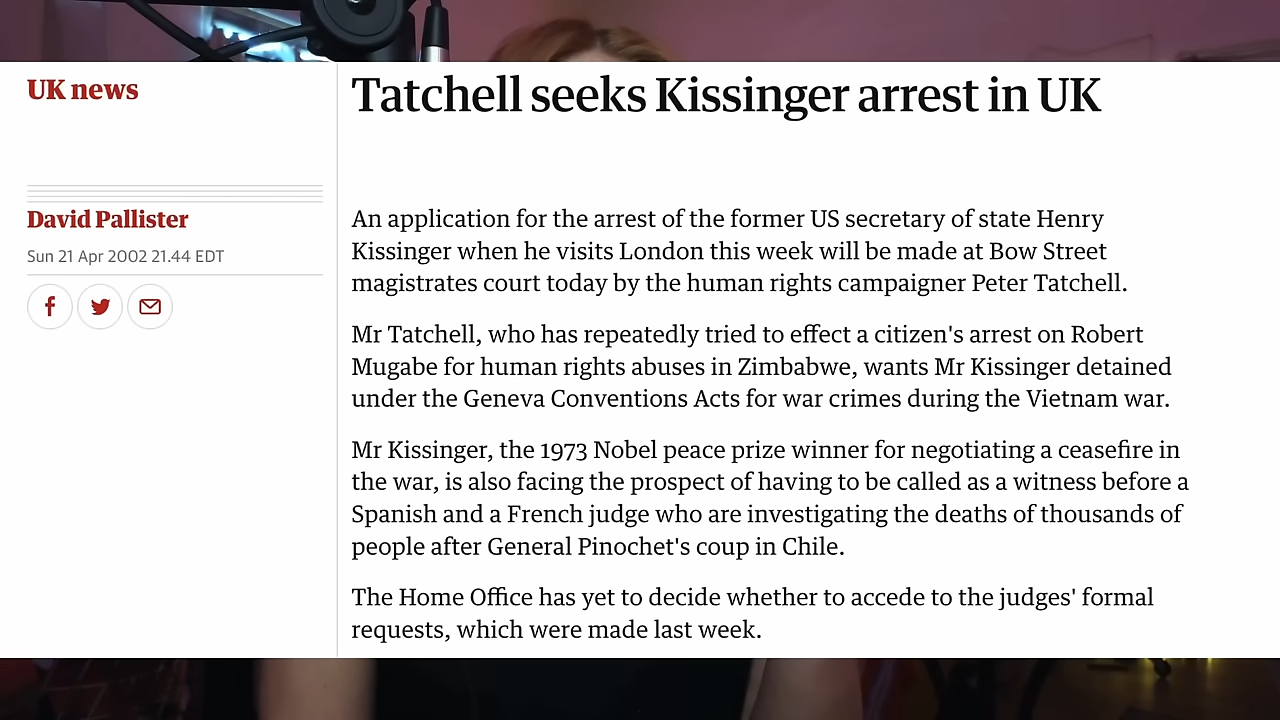 UK news
Tatchell seeks Kissinger arrest in UK
David Pallister
Sun 21 Apr 2002 21.44 EDT
An application for the arrest of the former US secretary of state Henry
Kissinger when he visits London this week will be made at Bow Street
magistrates court today by the human rights campaigner Peter Tatchell.
Mr Tatchell, who has repeatedly tried to effect a citizen's arrest on Robert
Mugabe for human rights abuses in Zimbabwe, wants Mr Kissinger detained
under the Geneva Conventions Acts for war crimes during the Vietnam war.
Mr Kissinger, the 1973 Nobel peace prize winner for negotiating a ceasefire in
the war, is also facing the prospect of having to be called as a witness before a
Spanish and a French judge who are investigating the deaths of thousands of
people after General Pinochet's coup in Chile.
The Home Office has yet to decide whether to accede to the judges' formal
requests, which were made last week.